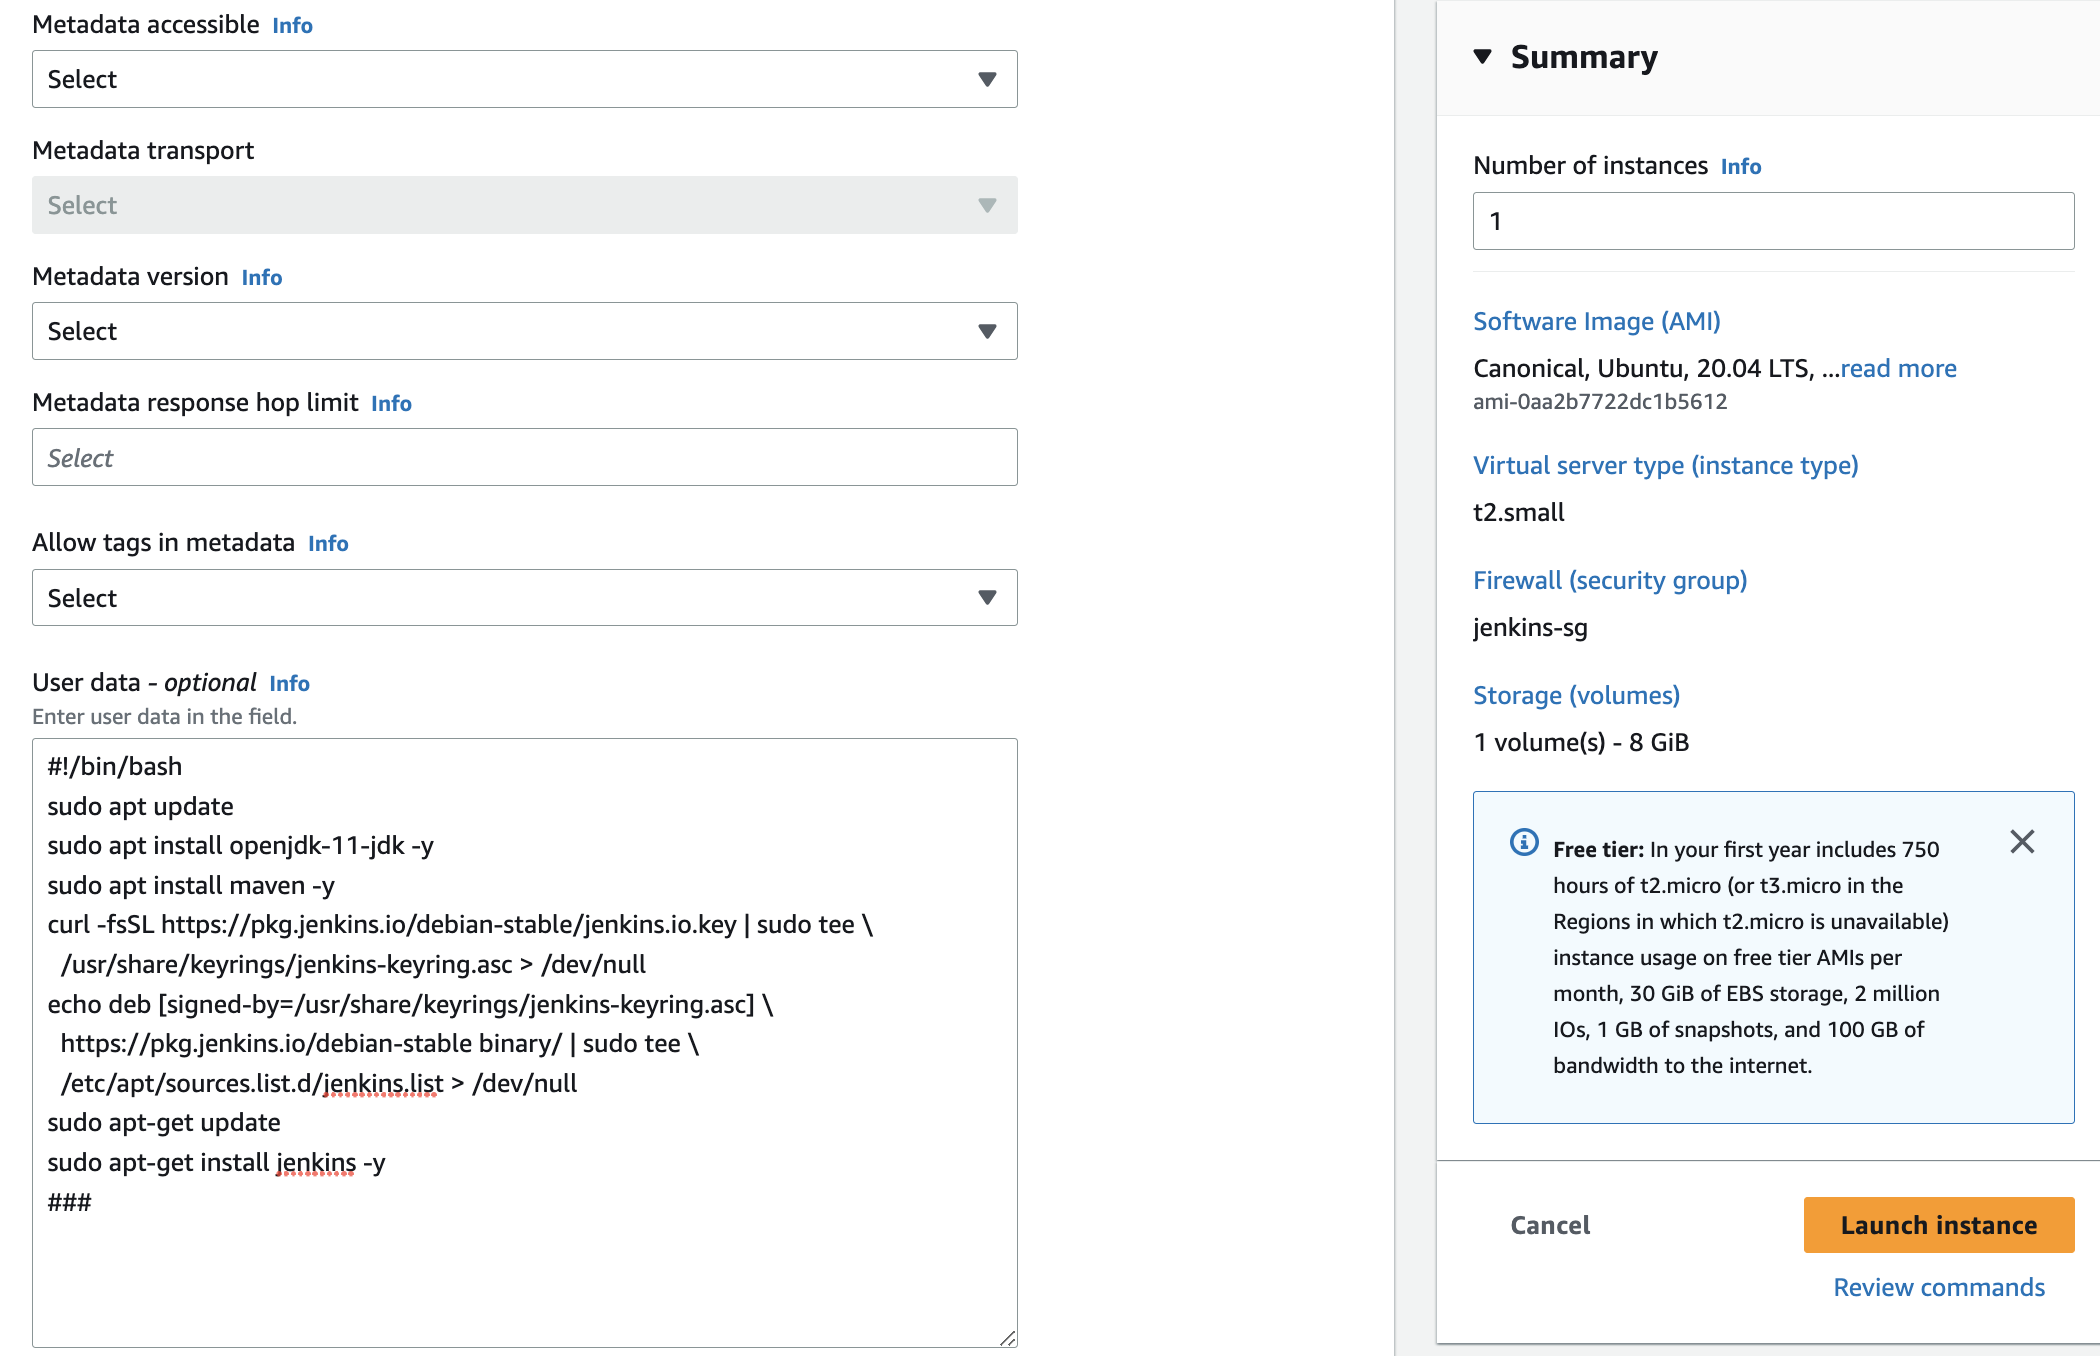 Metadata accessible Info
Select
Metadata transport
Select
Metadata version Info
Select
Metadata response hop limit Info
Select
Allow tags in metadata Info
Select
User data - optional Info
Enter user data in the field.
#!/bin/bash
sudo apt update
sudo apt install openjdk-11-jdk -y
sudo apt install maven -y
curl -fsSL https://pkg.jenkins.io/debian-stable/jenkins.io.key | sudo tee \
/usr/share/keyrings/jenkins-keyring.asc > /dev/null
echo deb [signed-by=/usr/share/keyrings/jenkins-keyring.asc] \
https://pkg.jenkins.io/debian-stable binary/ | sudo tee \
/etc/apt/sources.list.d/jenkins.list > /dev/null
sudo apt-get update
sudo apt-get install jenkins -y
###
Summary
Number of instances Info
1
Software Image (AMI)
Canonical, Ubuntu, 20.04 LTS, ...read more
ami-0aa2b7722dc1b5612
Virtual server type (instance type)
t2.small
Firewall (security group)
jenkins-sg
Storage (volumes)
1 volume(s) - 8 GiB
Free tier: In your first year includes 750
hours of t2.micro (or t3.micro in the
Regions in which t2.micro is unavailable)
instance usage on free tier AMIs per
month, 30 GiB of EBS storage, 2 million
IOs, 1 GB of snapshots, and 100 GB of
bandwidth to the internet.
Cancel
Launch instance
Review commands